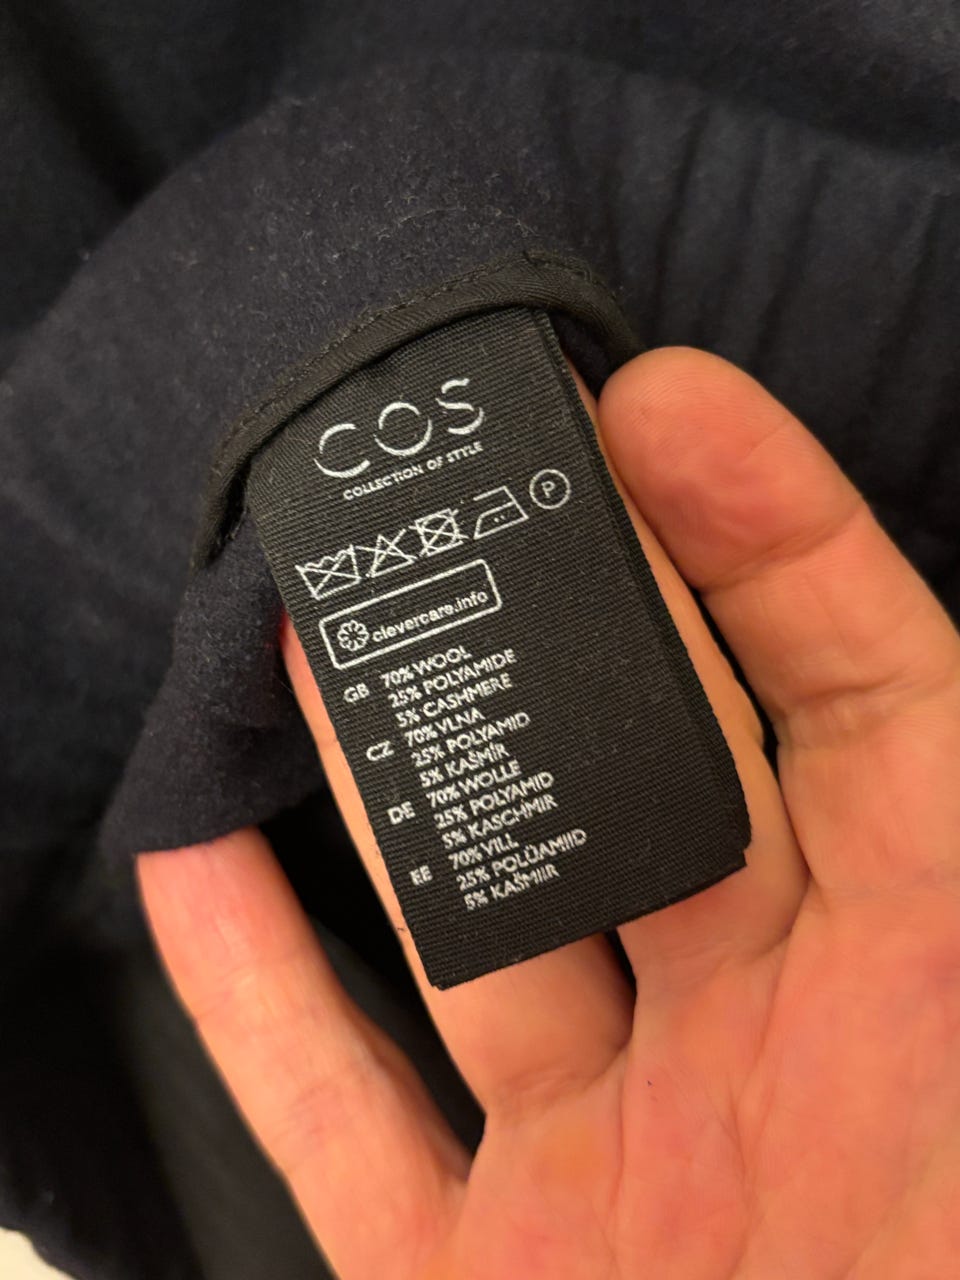 COS
COLLECTION OF STYLE
P
clevercare.info
GB 70% WOOL
25% POLYAMIDE
5% CASHMERE
CZ 70% VLNA
25% POLYAMID
5% KAŠMÍR
DE 70% WOLLE
25% POLYAMID
5% KASCHMIR
EE 70% VILL
25% POLÜAMIID
5% KAŠMIIR